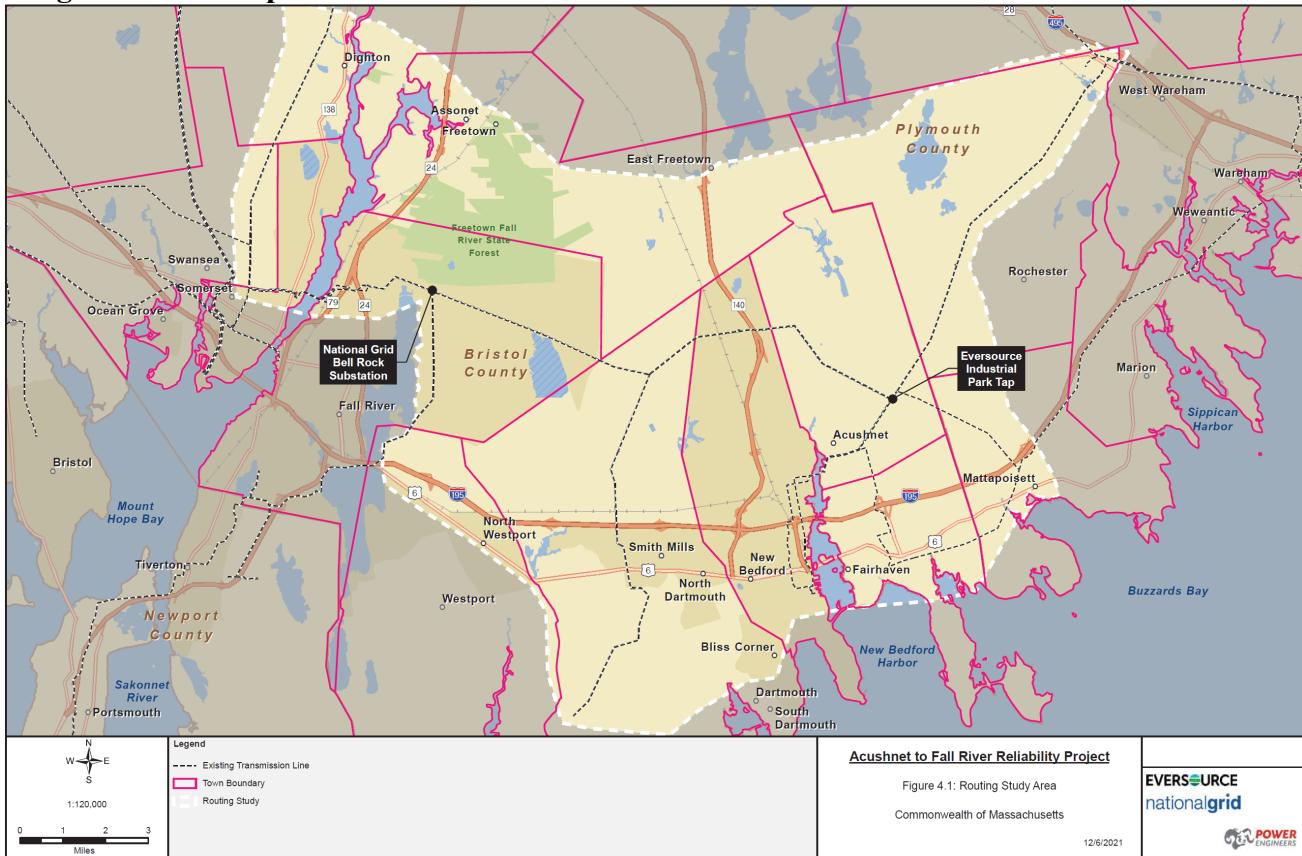 28
495
Dighton
West Wareham
138
Assonet
Freetown
Plymouth
County
East Freetown
24
Wareham
Weweantic
Freetown Fall
River State
Forest
Swansea
Rochester
Somerset
79
24
140
Ocean Grove
National Grid
Bell Rock
Substation
Bristol
County
Eversource
Industrial
Park Tap
Marion
Fall River
Sippican
Harbor
Acushnet
Bristol
Mattapoisett
6
195
195
Mount
Hope Bay
North
Westport
6
Smith Mills
New
Bedford
Tiverton
6
North
Dartmouth
Fairhaven
Buzzards Bay
Westport
Newport
County
Bliss Corner
New Bedford
Harbor
Sakonnet
River
Dartmouth
South
Dartmouth
Portsmouth
N
W E
S
1:120,000
0 1 2 3
Miles
Legend
Existing Transmission Line
Town Boundary
Routing Study
Acushnet to Fall River Reliability Project
Figure 4.1: Routing Study Area
Commonwealth of Massachusetts
12/6/2021
EVERSOURCE
nationalgrid
POWER
ENGINEERS